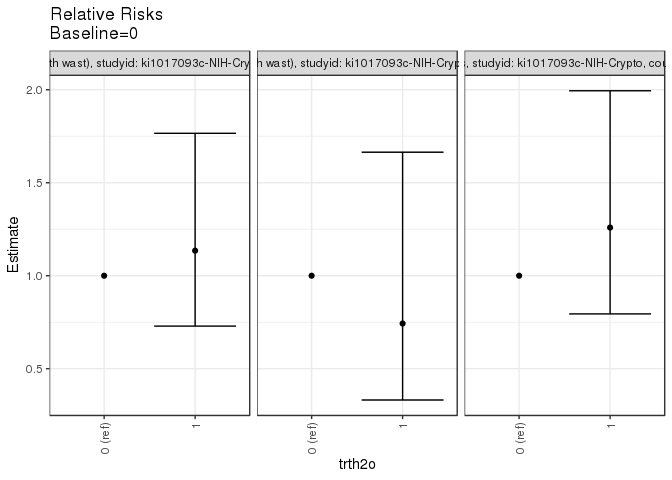 Relative Risks
Baseline=0
th wast), studyid: ki1017093c-NIH-Cry
h wast), studyid: ki1017093c-NIH-Cryp
, studyid: ki1017093c-NIH-Crypto, cou
2.0
1.5
1.0
0.5
Estimate
0 (ref)
1
0 (ref)
1
0 (ref)
1
trth2o